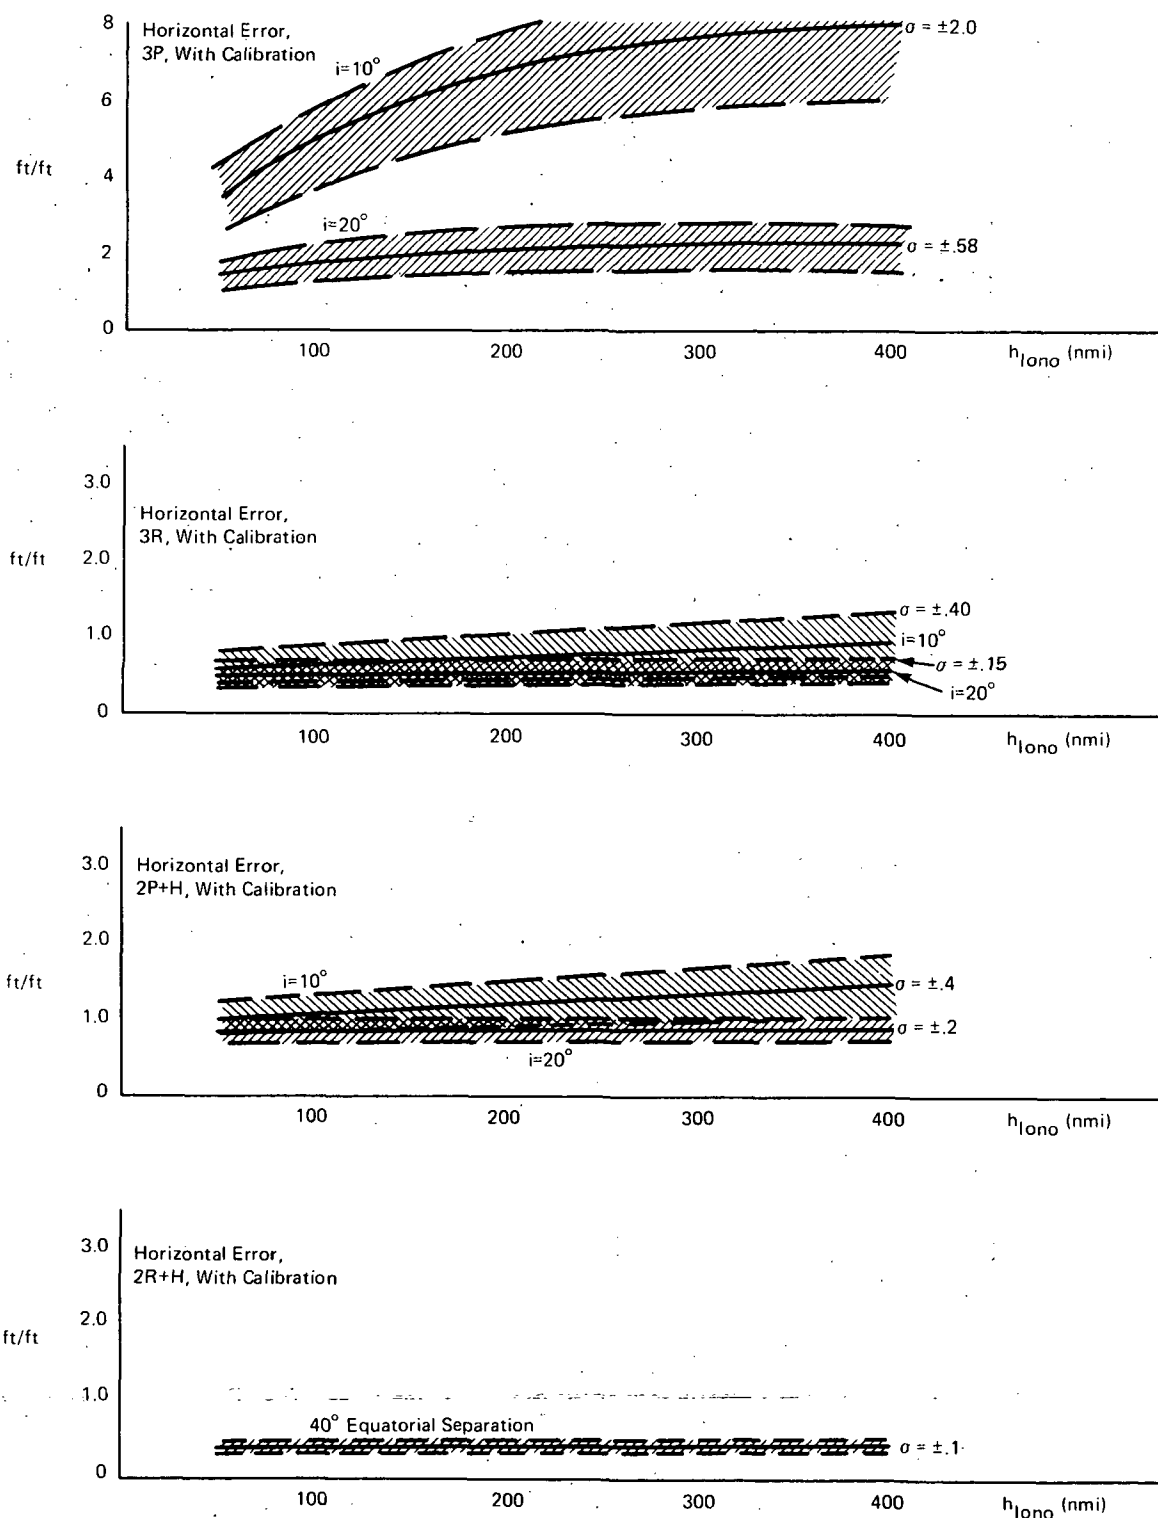 8
Horizontal Error,
3P, With Calibration
i=10°
σ = ±2.0
6
ft/ft
4
i=20°
2
σ = ±.58
0
100 200 300 400 hIono (nmi)
3.0
Horizontal Error,
3R, With Calibration
ft/ft
2.0
1.0
σ = ±.40
i=10°
σ = ±.15
i=20°
0
100 200 300 400 hIono (nmi)
3.0
Horizontal Error,
2P+H, With Calibration
2.0
ft/ft
i=10°
σ = ±.4
1.0
σ = ±.2
i=20°
0
100 200 300 400 hIono (nmi)
3.0
Horizontal Error,
2R+H, With Calibration
2.0
ft/ft
1.0
40° Equatorial Separation
σ = ±.1
0
100 200 300 400 hIono (nmi)